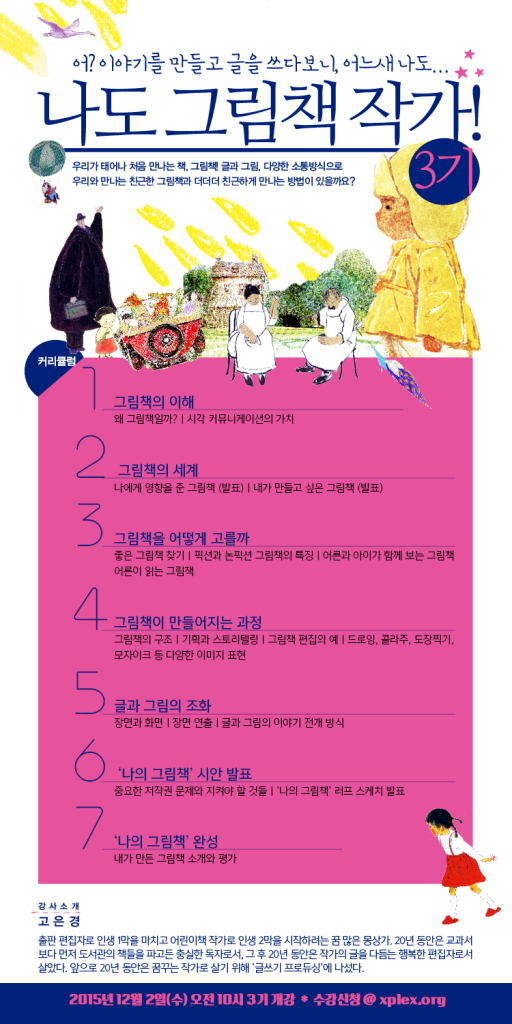 어? 이야기를 만들고 글을 쓰다보니, 어느새 나도...
나도 그림책 작가!
3기
우리가 태어나 처음 만나는 책, 그림책! 글과 그림, 다양한 소통방식으로
우리와 만나는 친근한 그림책과 더더더 친근하게 만나는 방법이 있을까요?
커리큘럼
1 그림책의 이해
왜 그림책일까? | 시각 커뮤니케이션의 가치
2 그림책의 세계
나에게 영향을 준 그림책 (발표) | 내가 만들고 싶은 그림책 (발표)
3 그림책을 어떻게 고를까
좋은 그림책 찾기 | 픽션과 논픽션 그림책의 특징 | 어른과 아이가 함께 보는 그림책
어른이 읽는 그림책
4 그림책이 만들어지는 과정
그림책의 구조 | 기획과 스토리텔링 | 그림책 편집의 예 | 드로잉, 콜라주, 도장찍기,
모자이크 등 다양한 이미지 표현
5 글과 그림의 조화
장면과 화면 | 장면 연출 | 글과 그림의 이야기 전개 방식
6 ‘나의 그림책’ 시안 발표
중요한 저작권 문제와 지켜야 할 것들 | ‘나의 그림책’ 러프 스케치 발표
7 ‘나의 그림책’ 완성
내가 만든 그림책 소개와 평가
강사소개
고은경
출판 편집자로 인생 1막을 마치고 어린이책 작가로 인생 2막을 시작하려는 꿈 많은 몽상가. 20년 동안은 교과서
보다 먼저 도서관의 책들을 파고든 충실한 독자로서, 그 후 20년 동안은 작가의 글을 다듬는 행복한 편집자로서
살았다. 앞으로 20년 동안은 꿈꾸는 작가로 살기 위해 ‘글쓰기 프로듀싱’에 나섰다.
2015년 12월 2일(수) 오전 10시 3기 개강 * 수강신청 @ xplex.org